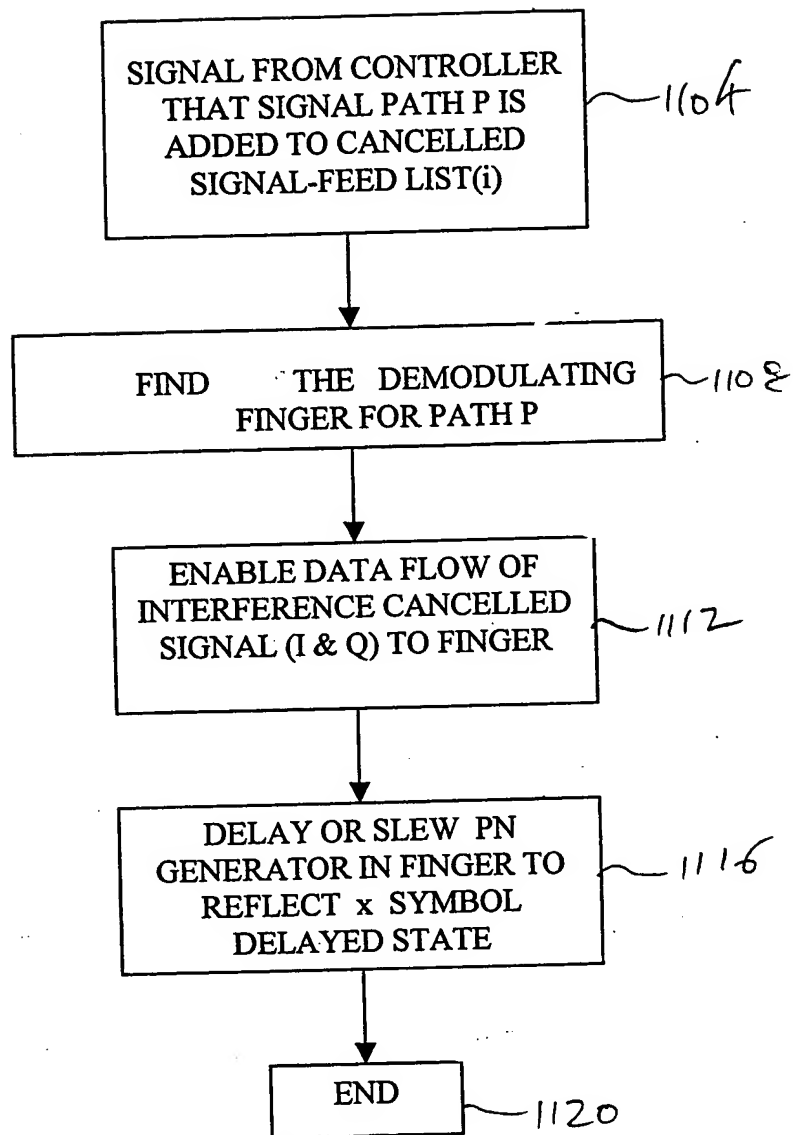 SIGNAL FROM CONTROLLER
THAT SIGNAL PATH P IS
ADDED TO CANCELLED
SIGNAL-FEED LIST(i)
1104
FIND THE DEMODULATING
FINGER FOR PATH P
1108
ENABLE DATA FLOW OF
INTERFERENCE CANCELLED
SIGNAL (I & Q) TO FINGER
1112
DELAY OR SLEW PN
GENERATOR IN FINGER TO
REFLECT x SYMBOL
DELAYED STATE
1116
END
1120